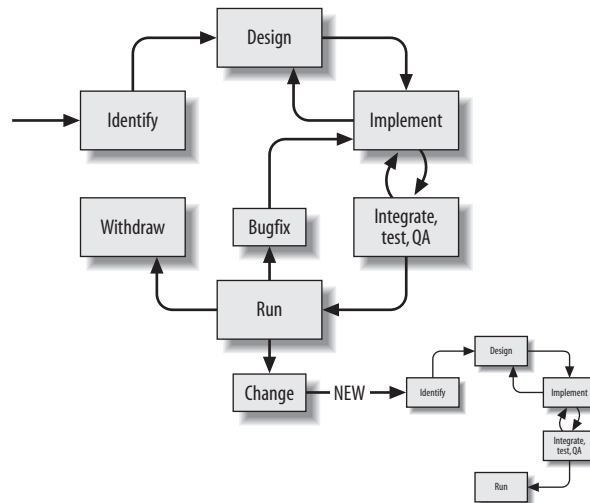 Design
Identify
Implement
Withdraw
Bugfix
Integrate,
test, QA
Run
Change
NEW
Design
Identify
Implement
Integrate,
test, QA
Run